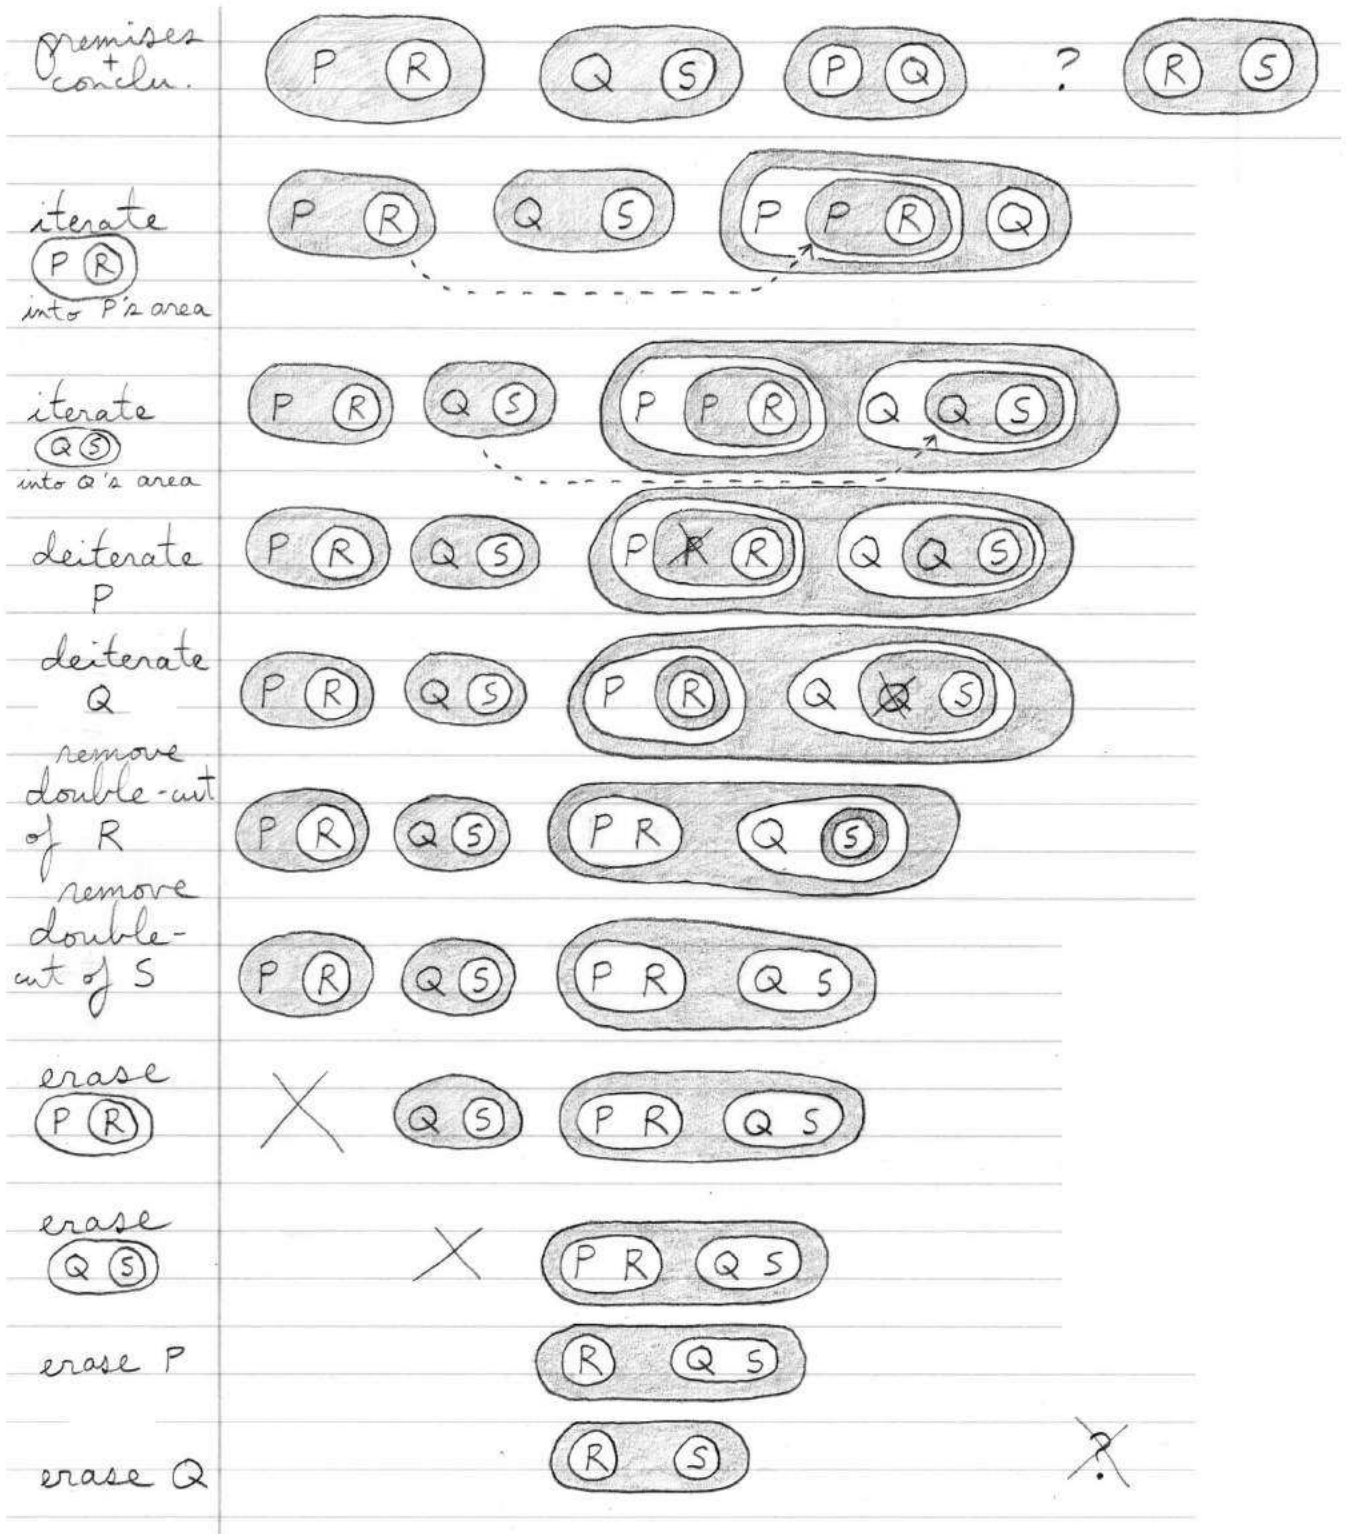 premises P R Q S P Q ? R S
+
conclu.
iterate P R Q S P P R Q
P R
into P's area
iterate P R Q S P P R Q Q S
Q S
into Q's area
deiterate P R Q S P P R Q Q S
P
deiterate P R Q S P R Q Q S
Q
remove
double-cut
of R P R Q S P R Q S
remove
double-
cut of S P R Q S P R Q S
erase Q S P R Q S
P R
erase P R Q S
Q S
erase P R Q S
erase Q R S ?